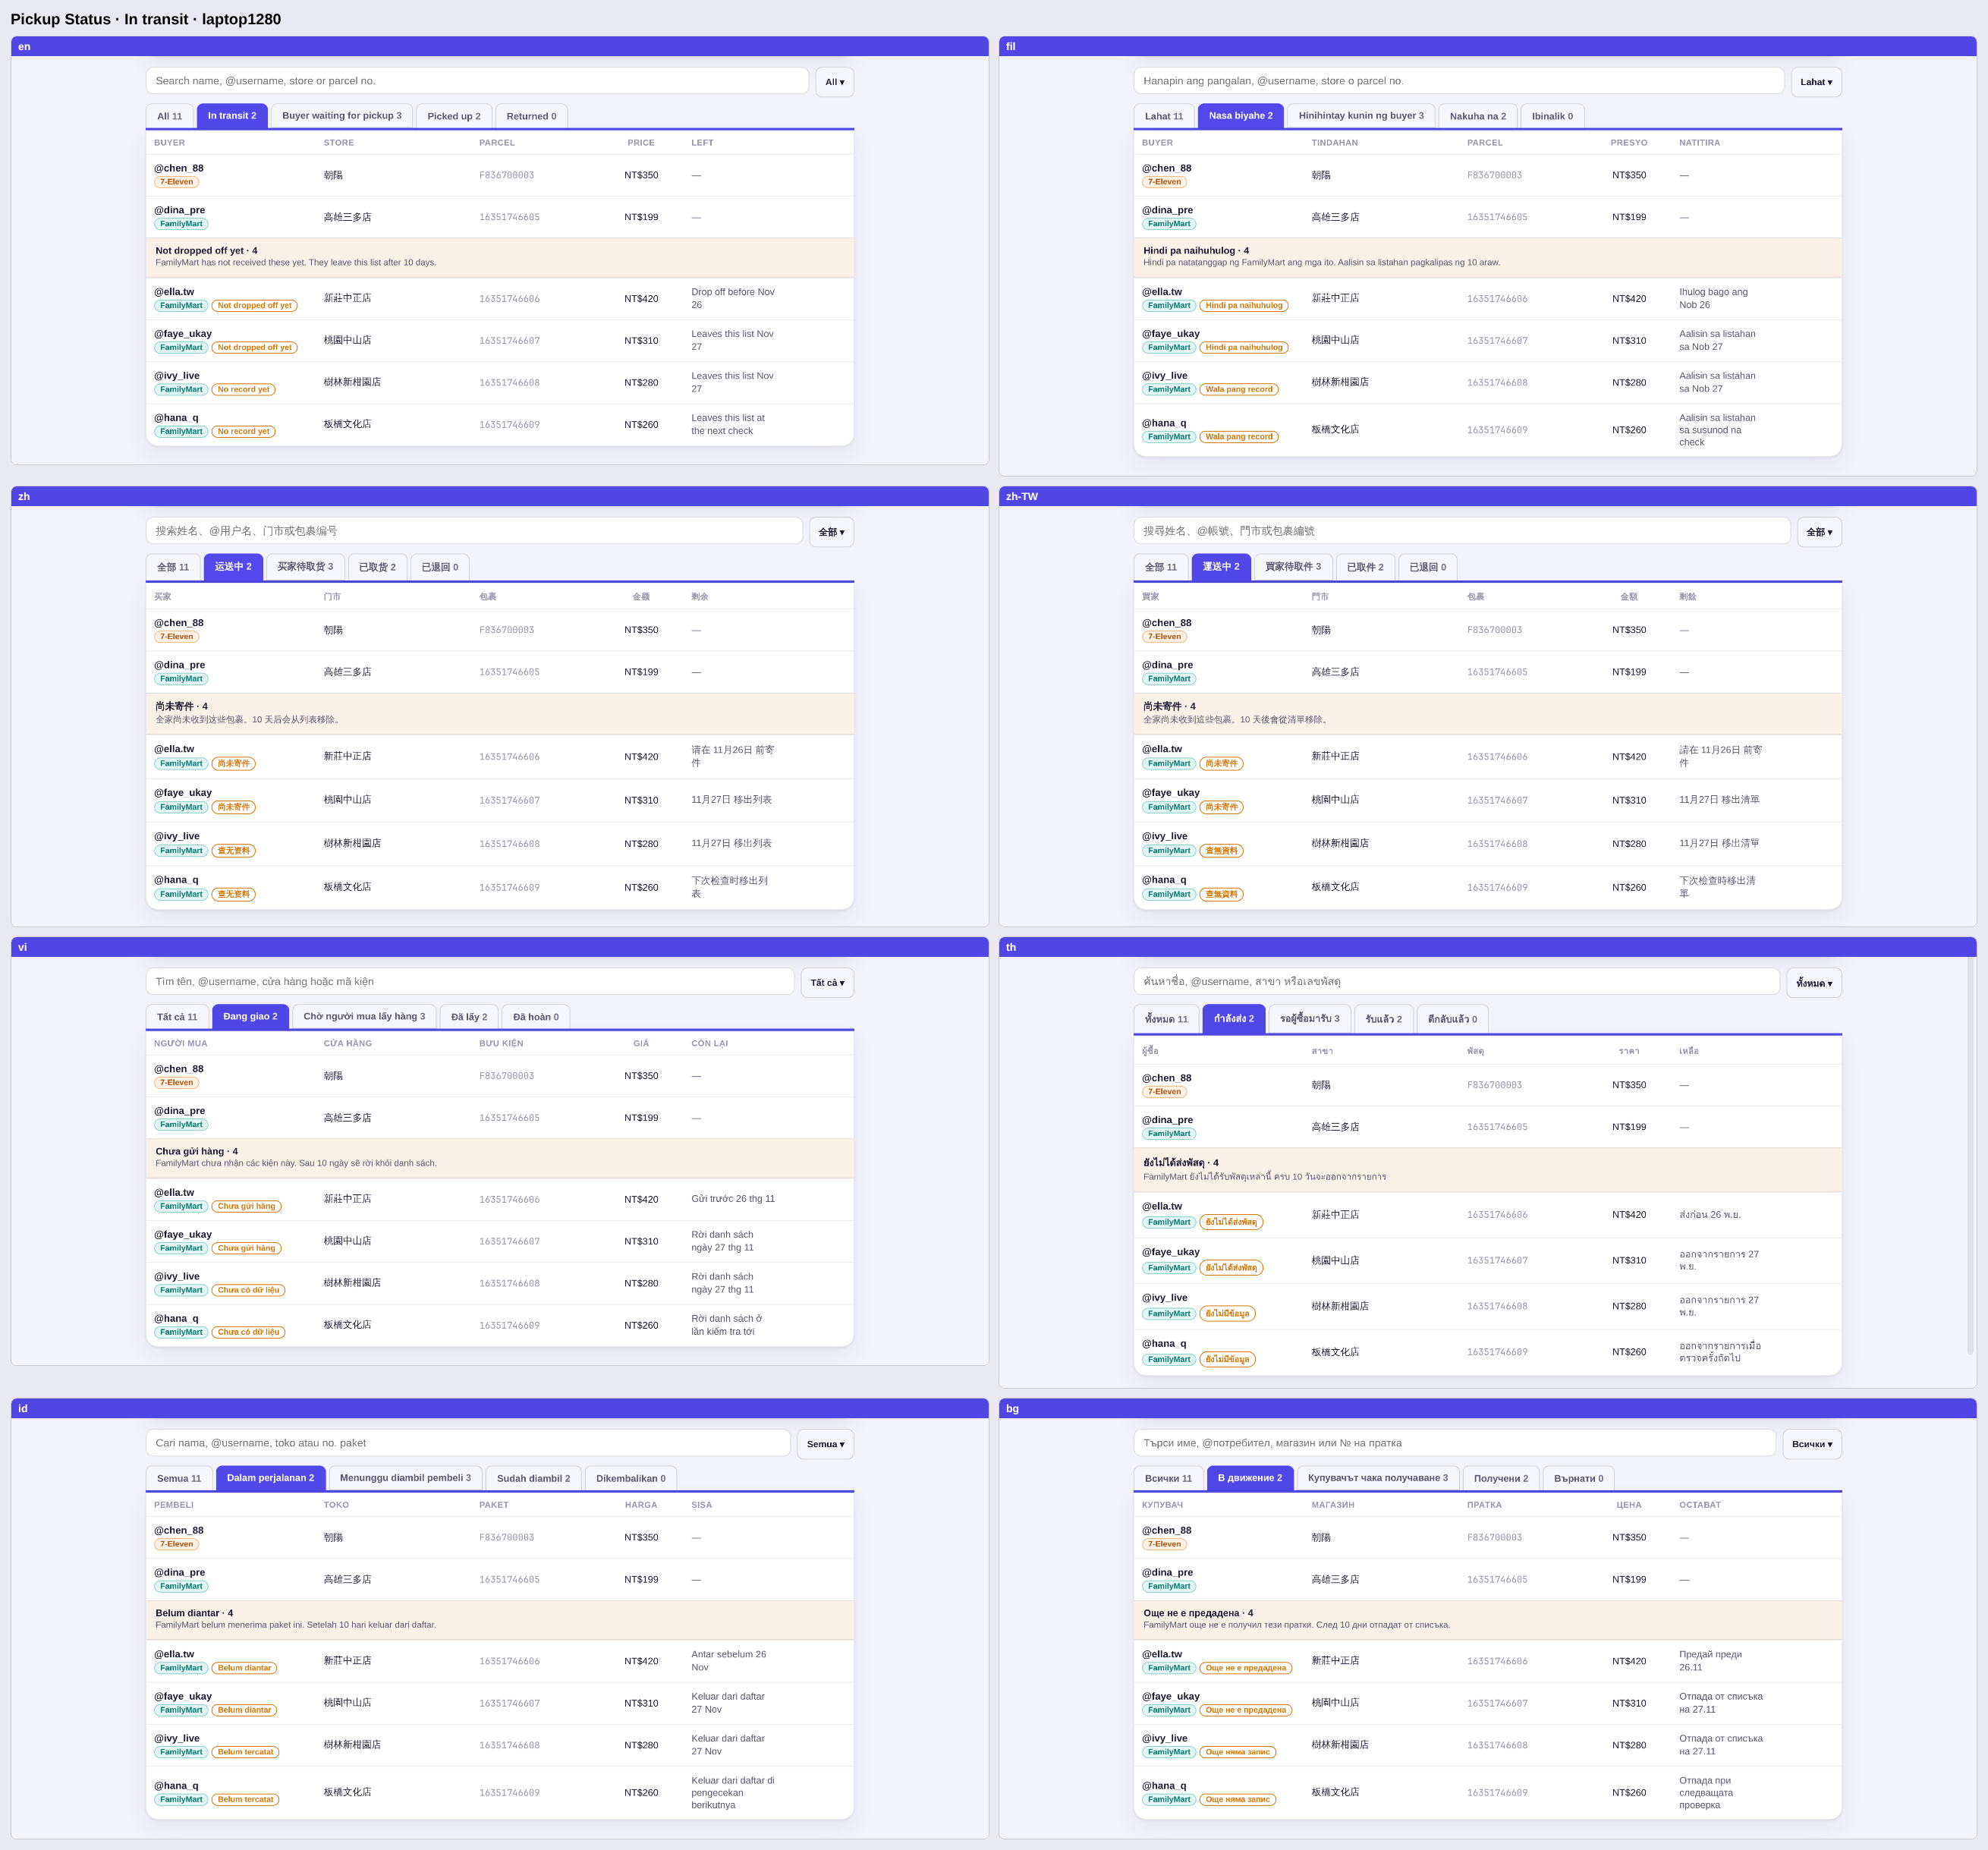 Pickup Status · In transit · laptop1280
en
Search name, @username, store or parcel no.
All ▾
All 11
In transit 2
Buyer waiting for pickup 3
Picked up 2
Returned 0
BUYER STORE PARCEL PRICE LEFT
@chen_88
7-Eleven
朝陽 F836700003 NT$350 —
@dina_pre
FamilyMart
高雄三多店 16351746605 NT$199 —
Not dropped off yet · 4
FamilyMart has not received these yet. They leave this list after 10 days.
@ella.tw
FamilyMart Not dropped off yet
新莊中正店 16351746606 NT$420
Drop off before Nov
26
@faye_ukay
FamilyMart Not dropped off yet
桃園中山店 16351746607 NT$310
Leaves this list Nov
27
@ivy_live
FamilyMart No record yet
樹林新柑園店 16351746608 NT$280
Leaves this list Nov
27
@hana_q
FamilyMart No record yet
板橋文化店 16351746609 NT$260
Leaves this list at
the next check
fil
Hanapin ang pangalan, @username, store o parcel no.
Lahat ▾
Lahat 11
Nasa biyahe 2
Hinihintay kunin ng buyer 3
Nakuha na 2
Ibinalik 0
BUYER TINDAHAN PARCEL PRESYO NATITIRA
@chen_88
7-Eleven
朝陽 F836700003 NT$350 —
@dina_pre
FamilyMart
高雄三多店 16351746605 NT$199 —
Hindi pa naihuhulog · 4
Hindi pa natatanggap ng FamilyMart ang mga ito. Aalisin sa listahan pagkalipas ng 10 araw.
@ella.tw
FamilyMart Hindi pa naihuhulog
新莊中正店 16351746606 NT$420
Ihulog bago ang
Nob 26
@faye_ukay
FamilyMart Hindi pa naihuhulog
桃園中山店 16351746607 NT$310
Aalisin sa listahan
sa Nob 27
@ivy_live
FamilyMart Wala pang record
樹林新柑園店 16351746608 NT$280
Aalisin sa listahan
sa Nob 27
@hana_q
FamilyMart Wala pang record
板橋文化店 16351746609 NT$260
Aalisin sa listahan
sa susunod na
check
zh
搜索姓名、@用户名、门市或包裹编号
全部 ▾
全部 11
运送中 2
买家待取货 3
已取货 2
已退回 0
买家 门市 包裹 金额 剩余
@chen_88
7-Eleven
朝陽 F836700003 NT$350 —
@dina_pre
FamilyMart
高雄三多店 16351746605 NT$199 —
尚未寄件 · 4
全家尚未收到这些包裹。10 天后会从列表移除。
@ella.tw
FamilyMart 尚未寄件
新莊中正店 16351746606 NT$420
请在 11月26日 前寄
件
@faye_ukay
FamilyMart 尚未寄件
桃園中山店 16351746607 NT$310 11月27日 移出列表
@ivy_live
FamilyMart 查无资料
樹林新柑園店 16351746608 NT$280 11月27日 移出列表
@hana_q
FamilyMart 查无资料
板橋文化店 16351746609 NT$260
下次检查时移出列
表
zh-TW
搜尋姓名、@帳號、門市或包裹編號
全部 ▾
全部 11
運送中 2
買家待取件 3
已取件 2
已退回 0
買家 門市 包裹 金額 剩餘
@chen_88
7-Eleven
朝陽 F836700003 NT$350 —
@dina_pre
FamilyMart
高雄三多店 16351746605 NT$199 —
尚未寄件 · 4
全家尚未收到這些包裹。10 天後會從清單移除。
@ella.tw
FamilyMart 尚未寄件
新莊中正店 16351746606 NT$420
請在 11月26日 前寄
件
@faye_ukay
FamilyMart 尚未寄件
桃園中山店 16351746607 NT$310 11月27日 移出清單
@ivy_live
FamilyMart 查無資料
樹林新柑園店 16351746608 NT$280 11月27日 移出清單
@hana_q
FamilyMart 查無資料
板橋文化店 16351746609 NT$260
下次檢查時移出清
單
vi
Tìm tên, @username, cửa hàng hoặc mã kiện
Tất cả ▾
Tất cả 11
Đang giao 2
Chờ người mua lấy hàng 3
Đã lấy 2
Đã hoàn 0
NGƯỜI MUA CỬA HÀNG BƯU KIỆN GIÁ CÒN LẠI
@chen_88
7-Eleven
朝陽 F836700003 NT$350 —
@dina_pre
FamilyMart
高雄三多店 16351746605 NT$199 —
Chưa gửi hàng · 4
FamilyMart chưa nhận các kiện này. Sau 10 ngày sẽ rời khỏi danh sách.
@ella.tw
FamilyMart Chưa gửi hàng
新莊中正店 16351746606 NT$420 Gửi trước 26 thg 11
@faye_ukay
FamilyMart Chưa gửi hàng
桃園中山店 16351746607 NT$310
Rời danh sách
ngày 27 thg 11
@ivy_live
FamilyMart Chưa có dữ liệu
樹林新柑園店 16351746608 NT$280
Rời danh sách
ngày 27 thg 11
@hana_q
FamilyMart Chưa có dữ liệu
板橋文化店 16351746609 NT$260
Rời danh sách ở
lần kiểm tra tới
th
ค้นหาชื่อ, @username, สาขา หรือเลขพัสดุ
ทั้งหมด ▾
ทั้งหมด 11
กำลังส่ง 2
รอผู้ซื้อมารับ 3
รับแล้ว 2
ตีกลับแล้ว 0
ผู้ซื้อ สาขา พัสดุ ราคา เหลือ
@chen_88
7-Eleven
朝陽 F836700003 NT$350 —
@dina_pre
FamilyMart
高雄三多店 16351746605 NT$199 —
ยังไม่ได้ส่งพัสดุ · 4
FamilyMart ยังไม่ได้รับพัสดุเหล่านี้ ครบ 10 วันจะออกจากรายการ
@ella.tw
FamilyMart ยังไม่ได้ส่งพัสดุ
新莊中正店 16351746606 NT$420 ส่งก่อน 26 พ.ย.
@faye_ukay
FamilyMart ยังไม่ได้ส่งพัสดุ
桃園中山店 16351746607 NT$310
ออกจากรายการ 27
พ.ย.
@ivy_live
FamilyMart ยังไม่มีข้อมูล
樹林新柑園店 16351746608 NT$280
ออกจากรายการ 27
พ.ย.
@hana_q
FamilyMart ยังไม่มีข้อมูล
板橋文化店 16351746609 NT$260
ออกจากรายการเมื่อ
ตรวจครั้งถัดไป
id
Cari nama, @username, toko atau no. paket
Semua ▾
Semua 11
Dalam perjalanan 2
Menunggu diambil pembeli 3
Sudah diambil 2
Dikembalikan 0
PEMBELI TOKO PAKET HARGA SISA
@chen_88
7-Eleven
朝陽 F836700003 NT$350 —
@dina_pre
FamilyMart
高雄三多店 16351746605 NT$199 —
Belum diantar · 4
FamilyMart belum menerima paket ini. Setelah 10 hari keluar dari daftar.
@ella.tw
FamilyMart Belum diantar
新莊中正店 16351746606 NT$420
Antar sebelum 26
Nov
@faye_ukay
FamilyMart Belum diantar
桃園中山店 16351746607 NT$310
Keluar dari daftar
27 Nov
@ivy_live
FamilyMart Belum tercatat
樹林新柑園店 16351746608 NT$280
Keluar dari daftar
27 Nov
@hana_q
FamilyMart Belum tercatat
板橋文化店 16351746609 NT$260
Keluar dari daftar di
pengecekan
berikutnya
bg
Търси име, @потребител, магазин или № на пратка
Всички ▾
Всички 11
В движение 2
Купувачът чака получаване 3
Получени 2
Върнати 0
КУПУВАЧ МАГАЗИН ПРАТКА ЦЕНА ОСТАВАТ
@chen_88
7-Eleven
朝陽 F836700003 NT$350 —
@dina_pre
FamilyMart
高雄三多店 16351746605 NT$199 —
Още не е предадена · 4
FamilyMart още не е получил тези пратки. След 10 дни отпадат от списъка.
@ella.tw
FamilyMart Още не е предадена
新莊中正店 16351746606 NT$420
Предай преди
26.11
@faye_ukay
FamilyMart Още не е предадена
桃園中山店 16351746607 NT$310
Отпада от списъка
на 27.11
@ivy_live
FamilyMart Още няма запис
樹林新柑園店 16351746608 NT$280
Отпада от списъка
на 27.11
@hana_q
FamilyMart Още няма запис
板橋文化店 16351746609 NT$260
Отпада при
следващата
проверка